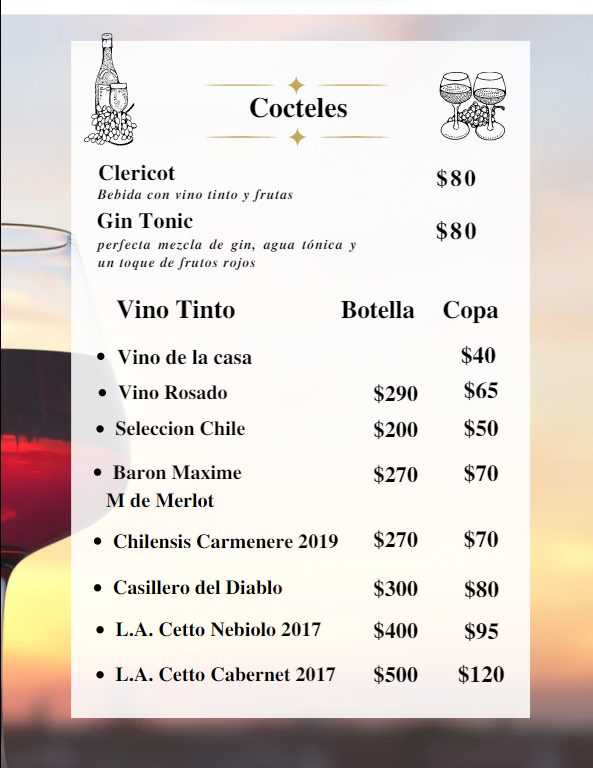 Cocteles
Clericot $80
Bebida con vino tinto y frutas
Gin Tonic $80
perfecta mezcla de gin, agua tónica y
un toque de frutos rojos
Vino Tinto Botella Copa
• Vino de la casa $40
• Vino Rosado $290 $65
• Seleccion Chile $200 $50
• Baron Maxime $270 $70
M de Merlot
• Chilensis Carmenere 2019 $270 $70
• Casillero del Diablo $300 $80
• L.A. Cetto Nebiolo 2017 $400 $95
• L.A. Cetto Cabernet 2017 $500 $120